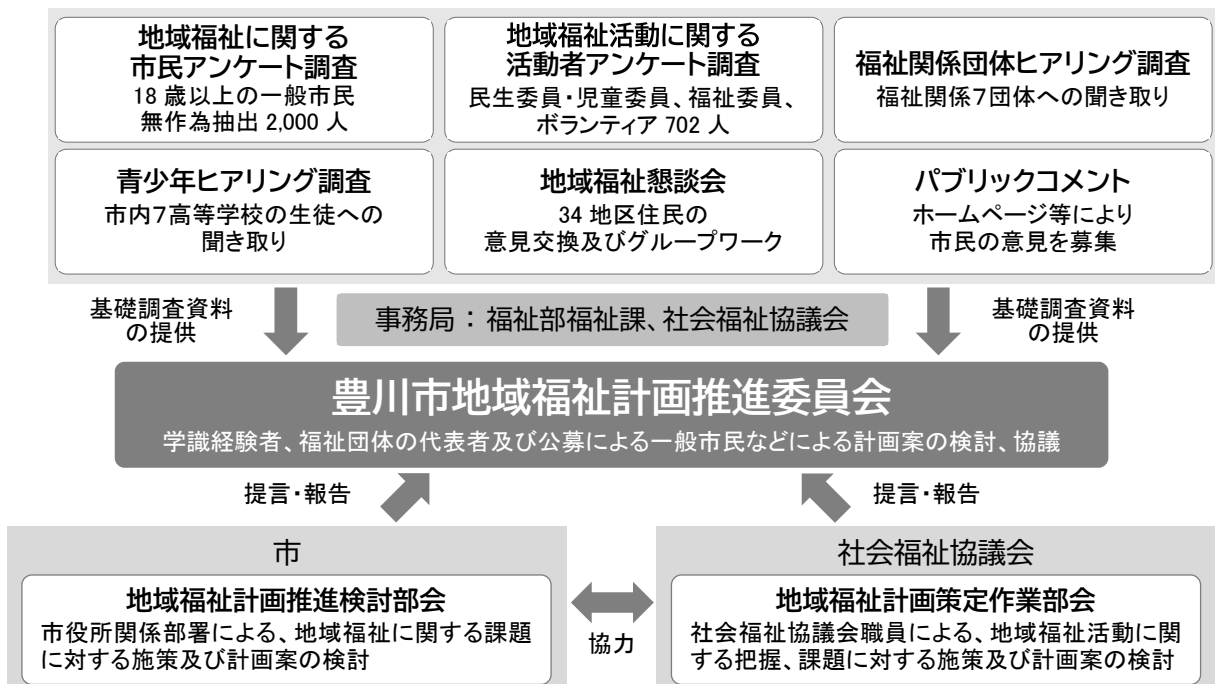 地域福祉に関する
市民アンケート調査
18 歳以上の一般市民
無作為抽出 2,000 人
地域福祉活動に関する
活動者アンケート調査
民生委員・児童委員、福祉委員、
ボランティア 702 人
福祉関係団体ヒアリング調査
福祉関係7団体への聞き取り
青少年ヒアリング調査
市内7高等学校の生徒への
聞き取り
地域福祉懇談会
34 地区住民の
意見交換及びグループワーク
パブリックコメント
ホームページ等により
市民の意見を募集
基礎調査資料
の提供
事務局 : 福祉部福祉課、社会福祉協議会
基礎調査資料
の提供
豊川市地域福祉計画推進委員会
学識経験者、福祉団体の代表者及び公募による一般市民などによる計画案の検討、協議
提言・報告
提言・報告
市
地域福祉計画推進検討部会
市役所関係部署による、地域福祉に関する課題
に対する施策及び計画案の検討
協力
社会福祉協議会
地域福祉計画策定作業部会
社会福祉協議会職員による、地域福祉活動に関
する把握、課題に対する施策及び計画案の検討